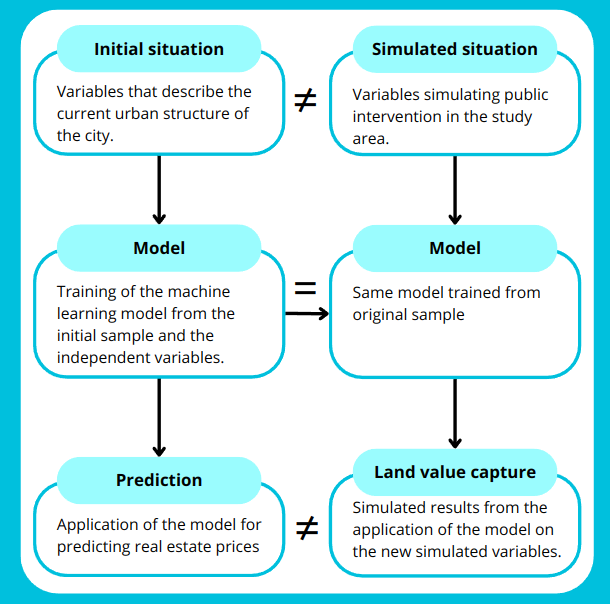 Initial situation
Variables that describe the
current urban structure of
the city.
≠
Simulated situation
Variables simulating public
intervention in the study
area.
Model
Training of the machine
learning model from the
initial sample and the
independent variables.
=
Model
Same model trained from
original sample
Prediction
Application of the model for
predicting real estate prices
≠
Land value capture
Simulated results from the
application of the model on
the new simulated variables.